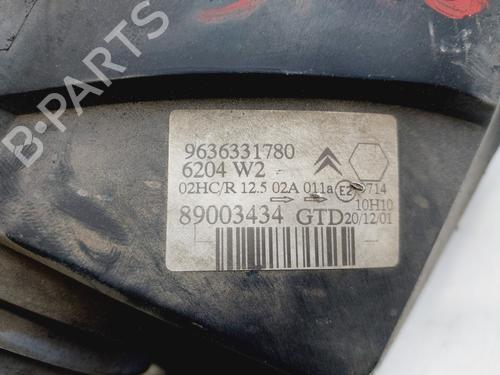 B-PARTS
9636331780
6204 W2
02HC/R 12.5 02A 011a E2 714
10H10
89003434 GTD 20/12/01